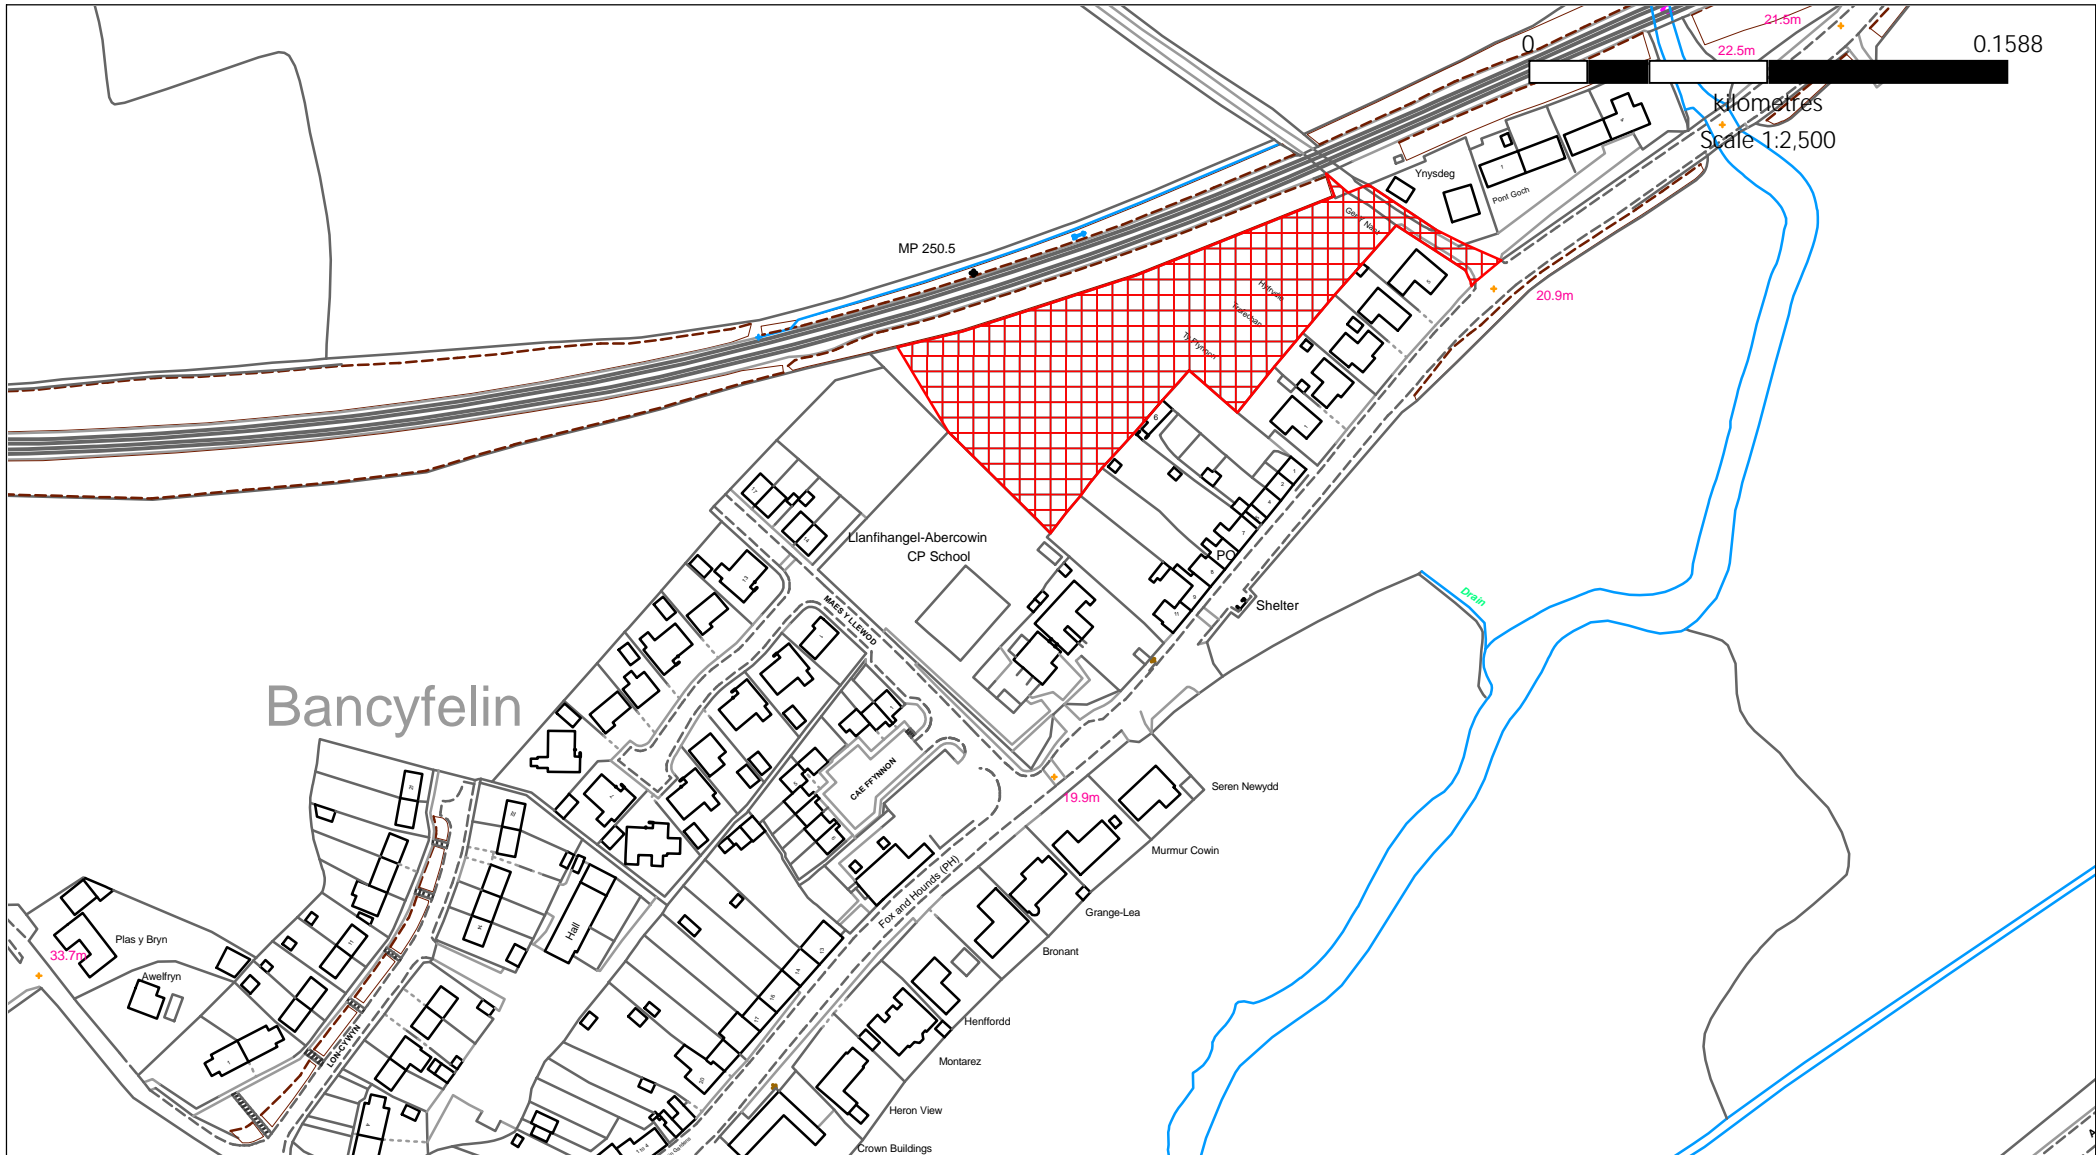 21.5m
22.5m
0
0.1588
kilometres
Scale 1:2,500
Ynysdeg
Pont Goch
MP 250.5
20.9m
Hyfrydle
6
Llanfihangel-Abercowin
CP School
PO
Shelter
Drain
MAES Y LLEWOD
Bancyfelin
CAE FFYNNON
19.9m
Seren Newydd
Murmur Cowin
Fox and Hounds (PH)
Grange-Lea
Bronant
Hall
Plas y Bryn
33.7m
Awelfryn
Henffordd
LON-CYWYN
Montarez
Heron View
Crown Buildings